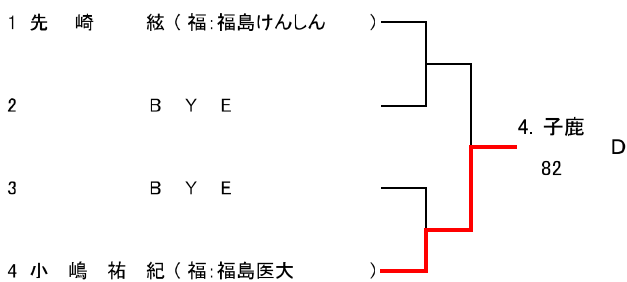 1 先 崎 絃 ( 福: 福島けんしん )
2 B Y E
4. 子鹿
82 D
3 B Y E
4 小 嶋 祐 紀 ( 福: 福島医大 )